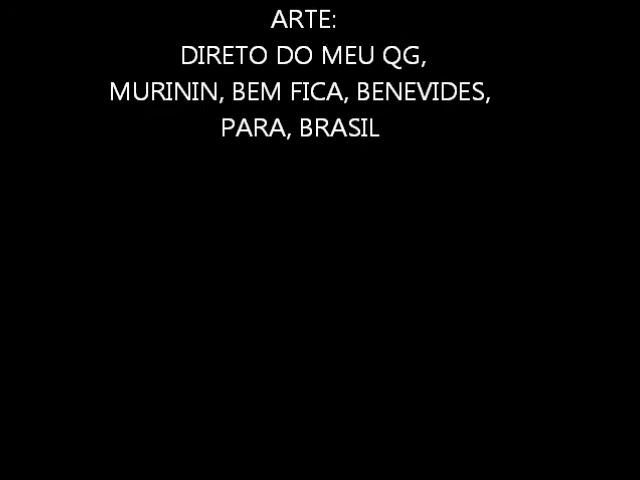 ARTE:
DIRETO DO MEU QG,
MURININ, BEM FICA, BENEVIDES,
PARA, BRASIL